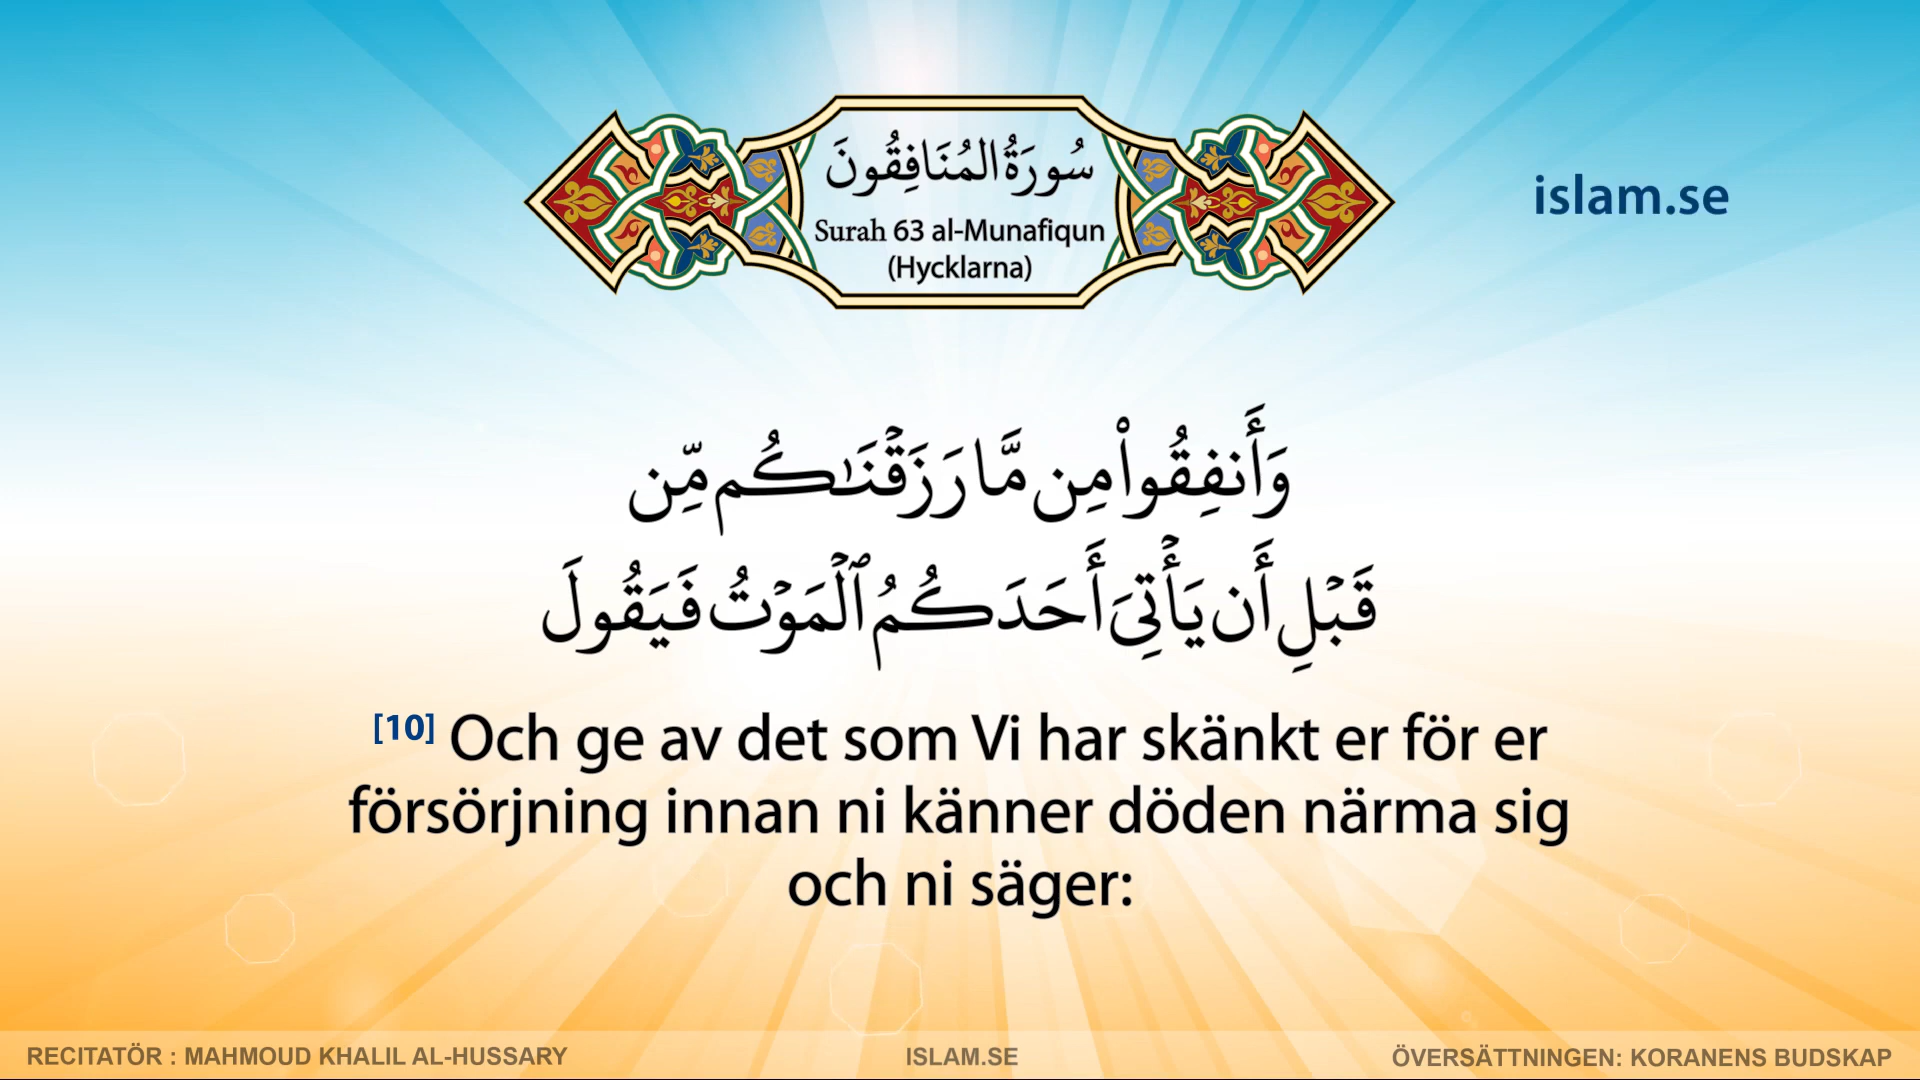 سُورَةُ المُنَافِقُونَ
Surah 63 al-Munafiqun
(Hycklarna)
islam.se
وَأَنفِقُوا۟ مِن مَّا رَزَقْنَـٰكُم مِّن
قَبْلِ أَن يَأْتِىَ أَحَدَكُمُ ٱلْمَوْتُ فَيَقُولَ
[10] Och ge av det som Vi har skänkt er för er
försörjning innan ni känner döden närma sig
och ni säger:
RECITATÖR : MAHMOUD KHALIL AL-HUSSARY
ISLAM.SE
ÖVERSÄTTNINGEN: KORANENS BUDSKAP